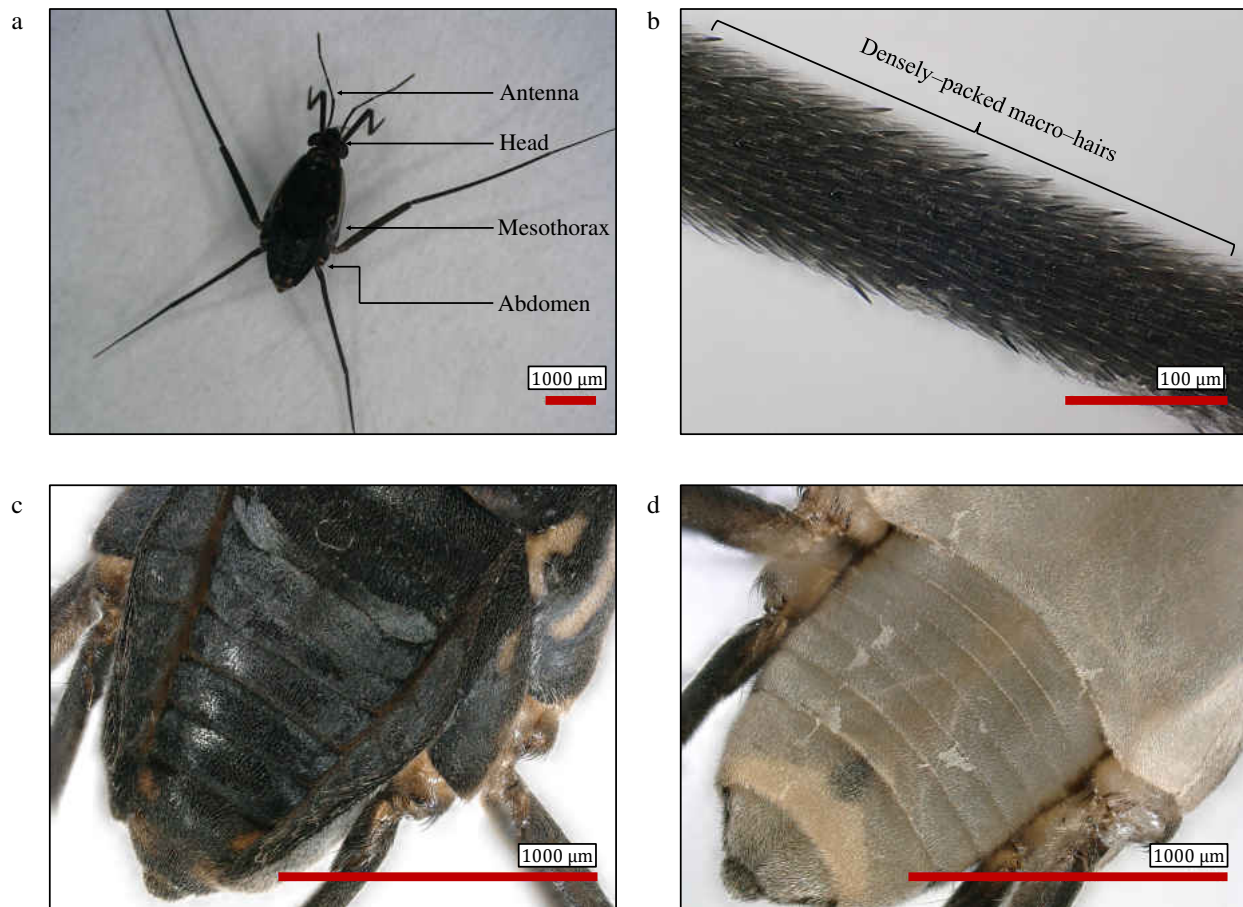 a
Antenna
Head
Mesothorax
Abdomen
1000 μm
b
Densely–packed macro–hairs
100 μm
c
1000 μm
d
1000 μm